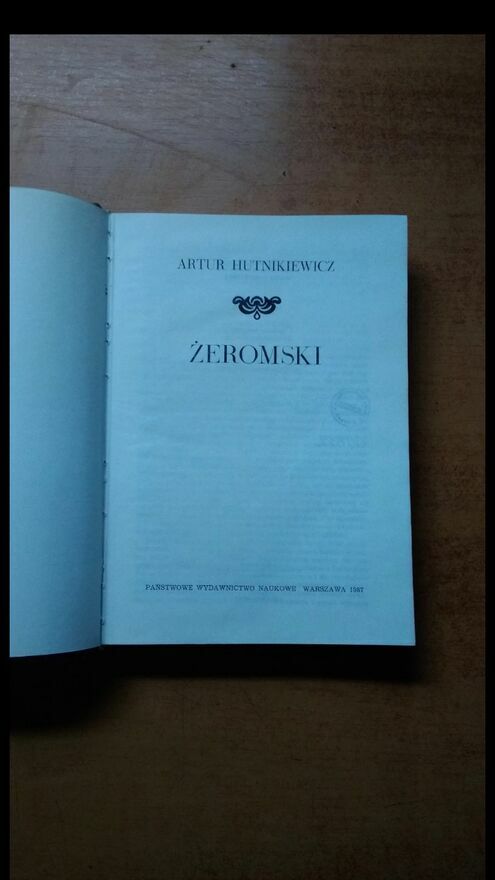 ARTUR HUTNIKIEWICZ
ŻEROMSKI
PAŃSTWOWE WYDAWNICTWO NAUKOWE WARSZAWA 1987